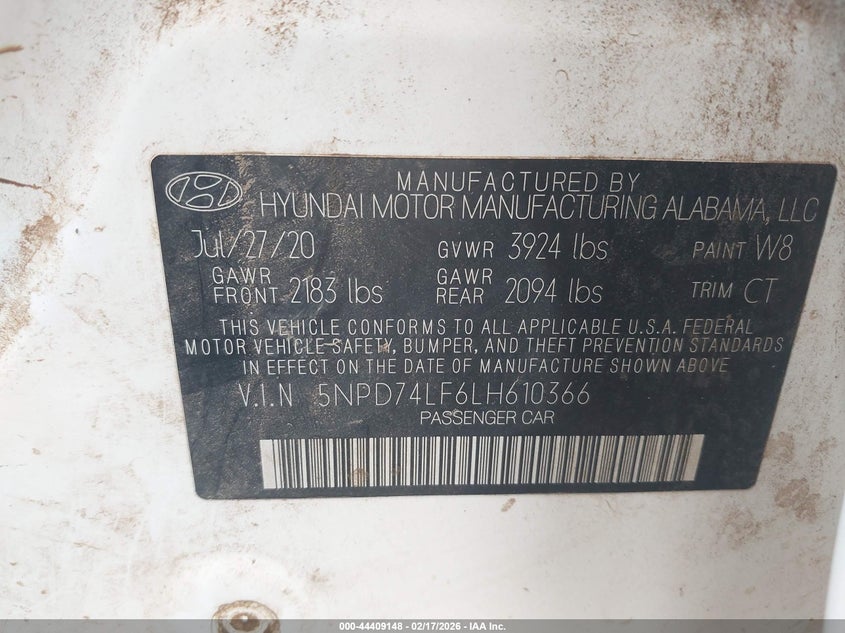 MANUFACTURED BY
HYUNDAI MOTOR MANUFACTURING ALABAMA, LLC
Jul/27/20 GVWR 3924 lbs PAINT W8
GAWR FRONT 2183 lbs GAWR REAR 2094 lbs TRIM CT
THIS VEHICLE CONFORMS TO ALL APPLICABLE U.S.A. FEDERAL
MOTOR VEHICLE SAFETY, BUMPER, AND THEFT PREVENTION STANDARDS
IN EFFECT ON THE DATE OF MANUFACTURE SHOWN ABOVE
V.I.N 5NPD74LF6LH610366
PASSENGER CAR
000-44409148 - 02/17/2026 - IAA Inc.